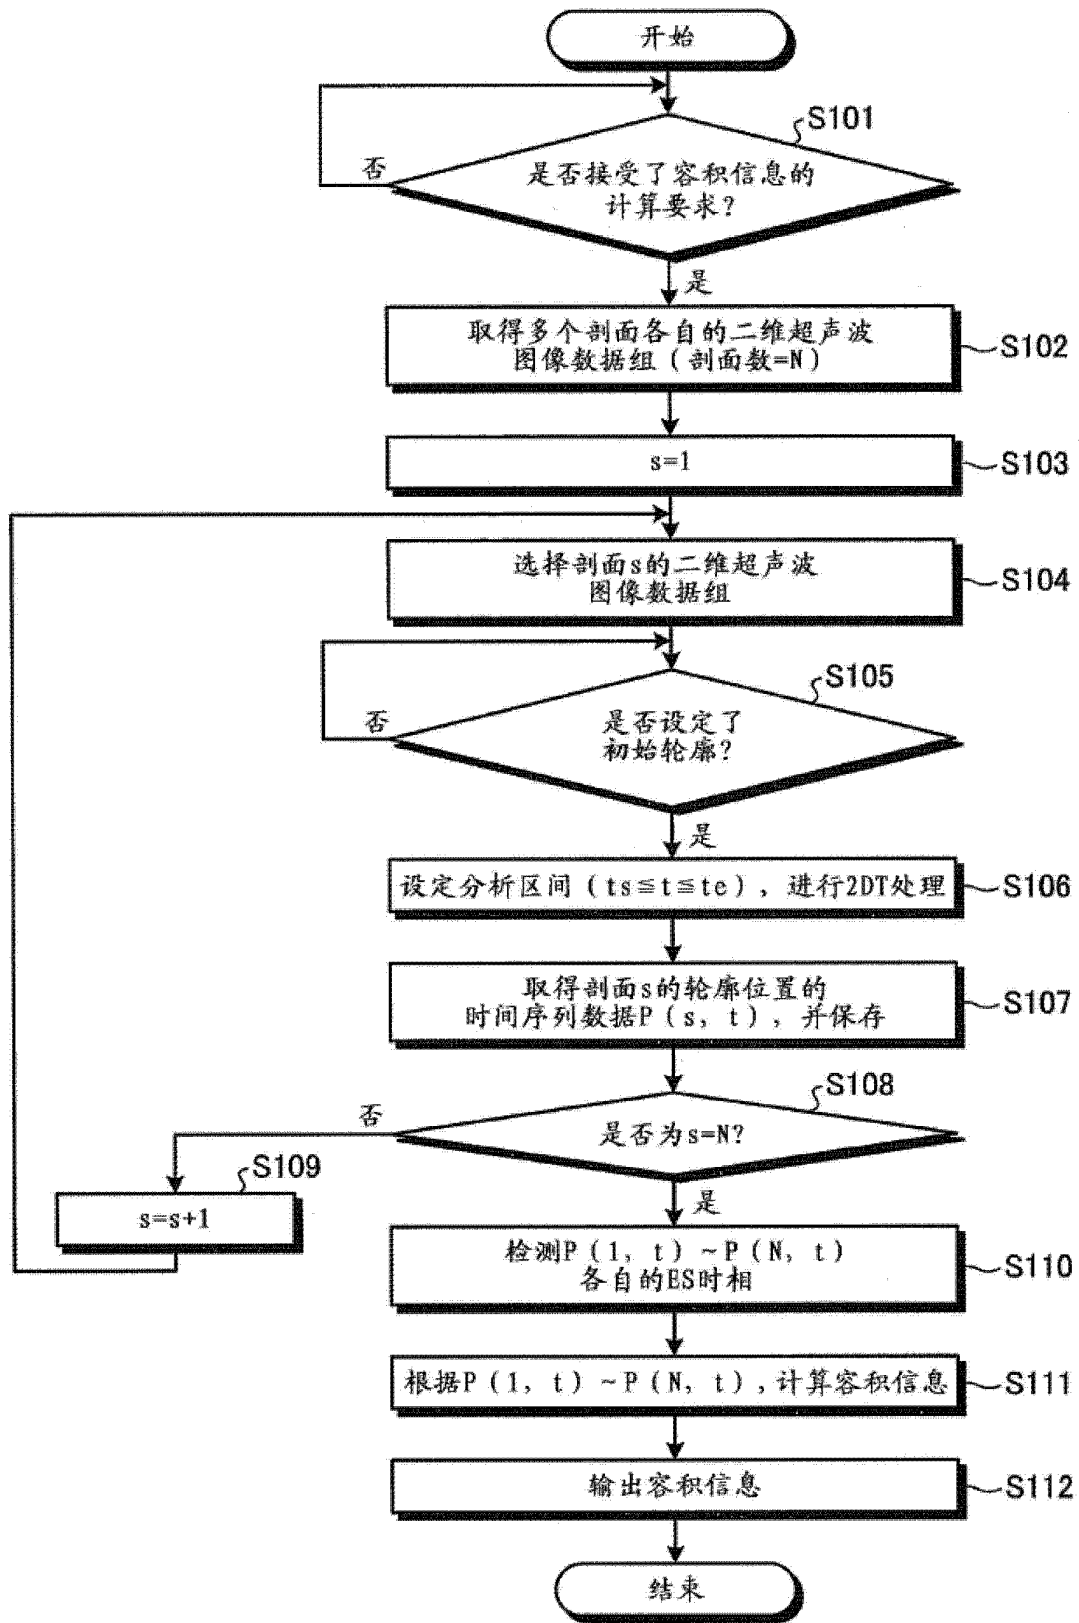 开始
S101
是否接受了容积信息的
计算要求?
否
是
取得多个剖面各自的二维超声波
图像数据组(剖面数=N)
S102
s=1
S103
选择剖面s的二维超声波
图像数据组
S104
S105
是否设定了
初始轮廓?
否
是
设定分析区间(ts≦t≦te),进行2DT处理
S106
取得剖面s的轮廓位置的
时间序列数据P(s,t),并保存
S107
S108
是否为s=N?
否
S109
s=s+1
是
检测P(1,t)~P(N,t)
各自的ES时相
S110
根据P(1,t)~P(N,t),计算容积信息
S111
输出容积信息
S112
结束